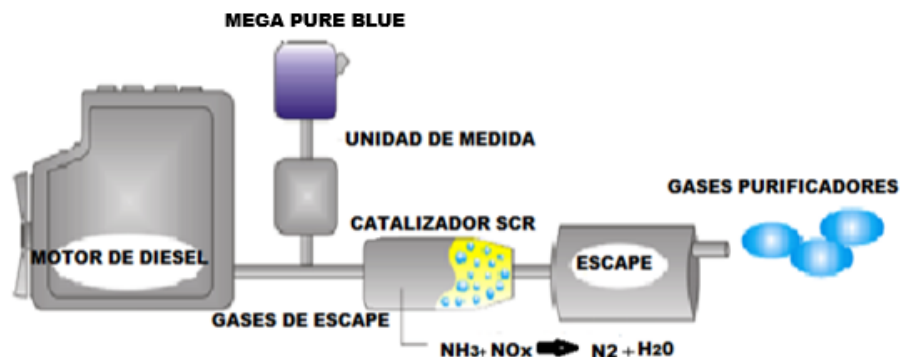 MEGA PURE BLUE
UNIDAD DE MEDIDA
GASES PURIFICADORES
CATALIZADOR SCR
MOTOR DE DIESEL
ESCAPE
GASES DE ESCAPE
NH3+ NOx ➡ N2 + H20